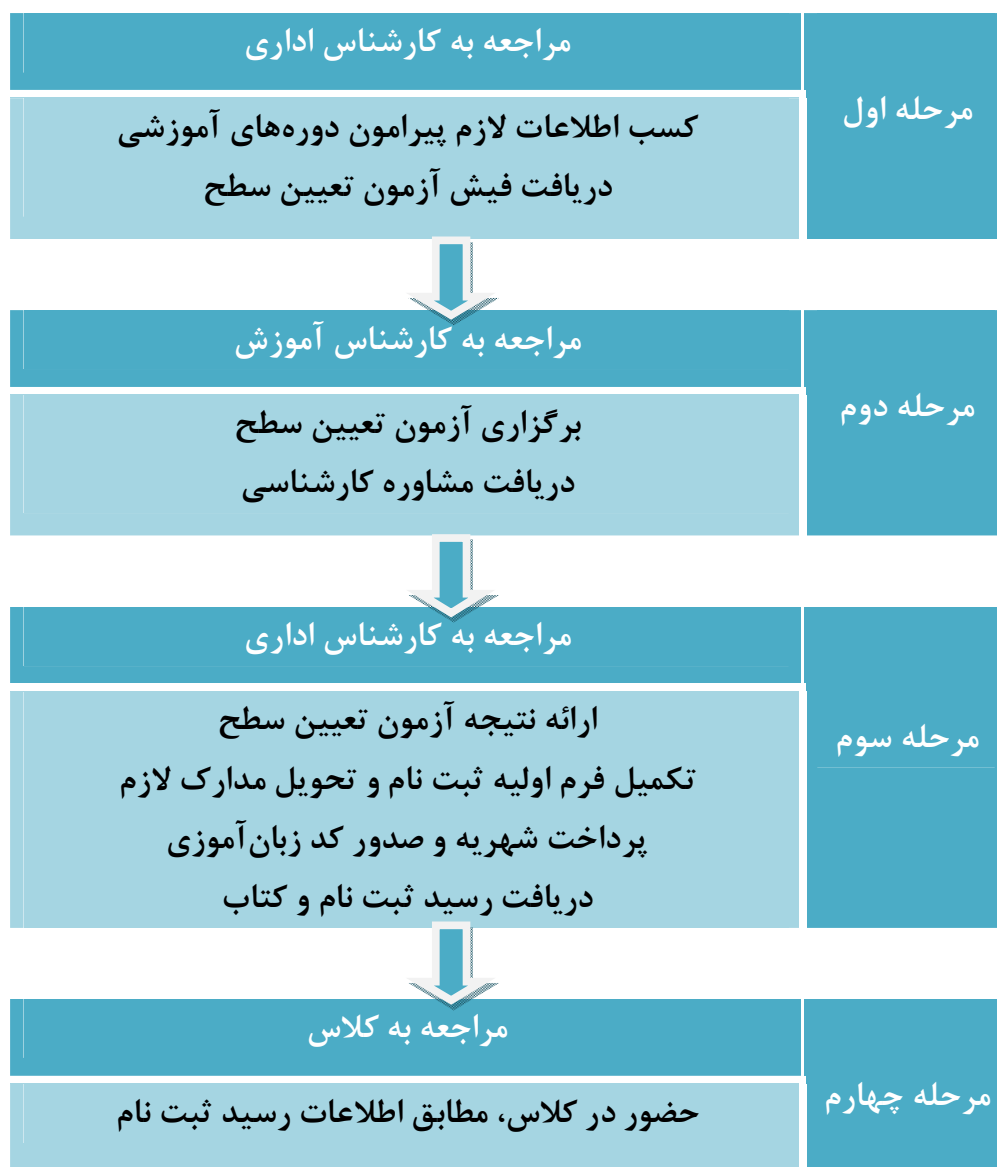 مرحله اول
مراجعه به کارشناس اداری
کسب اطلاعات لازم پیرامون دوره‌های آموزشی
دریافت فیش آزمون تعیین سطح
مرحله دوم
مراجعه به کارشناس آموزش
برگزاری آزمون تعیین سطح
دریافت مشاوره کارشناسی
مرحله سوم
مراجعه به کارشناس اداری
ارائه نتیجه آزمون تعیین سطح
تکمیل فرم اولیه ثبت نام و تحویل مدارک لازم
پرداخت شهریه و صدور کد زبان‌آموزی
دریافت رسید ثبت نام و کتاب
مرحله چهارم
مراجعه به کلاس
حضور در کلاس، مطابق اطلاعات رسید ثبت نام